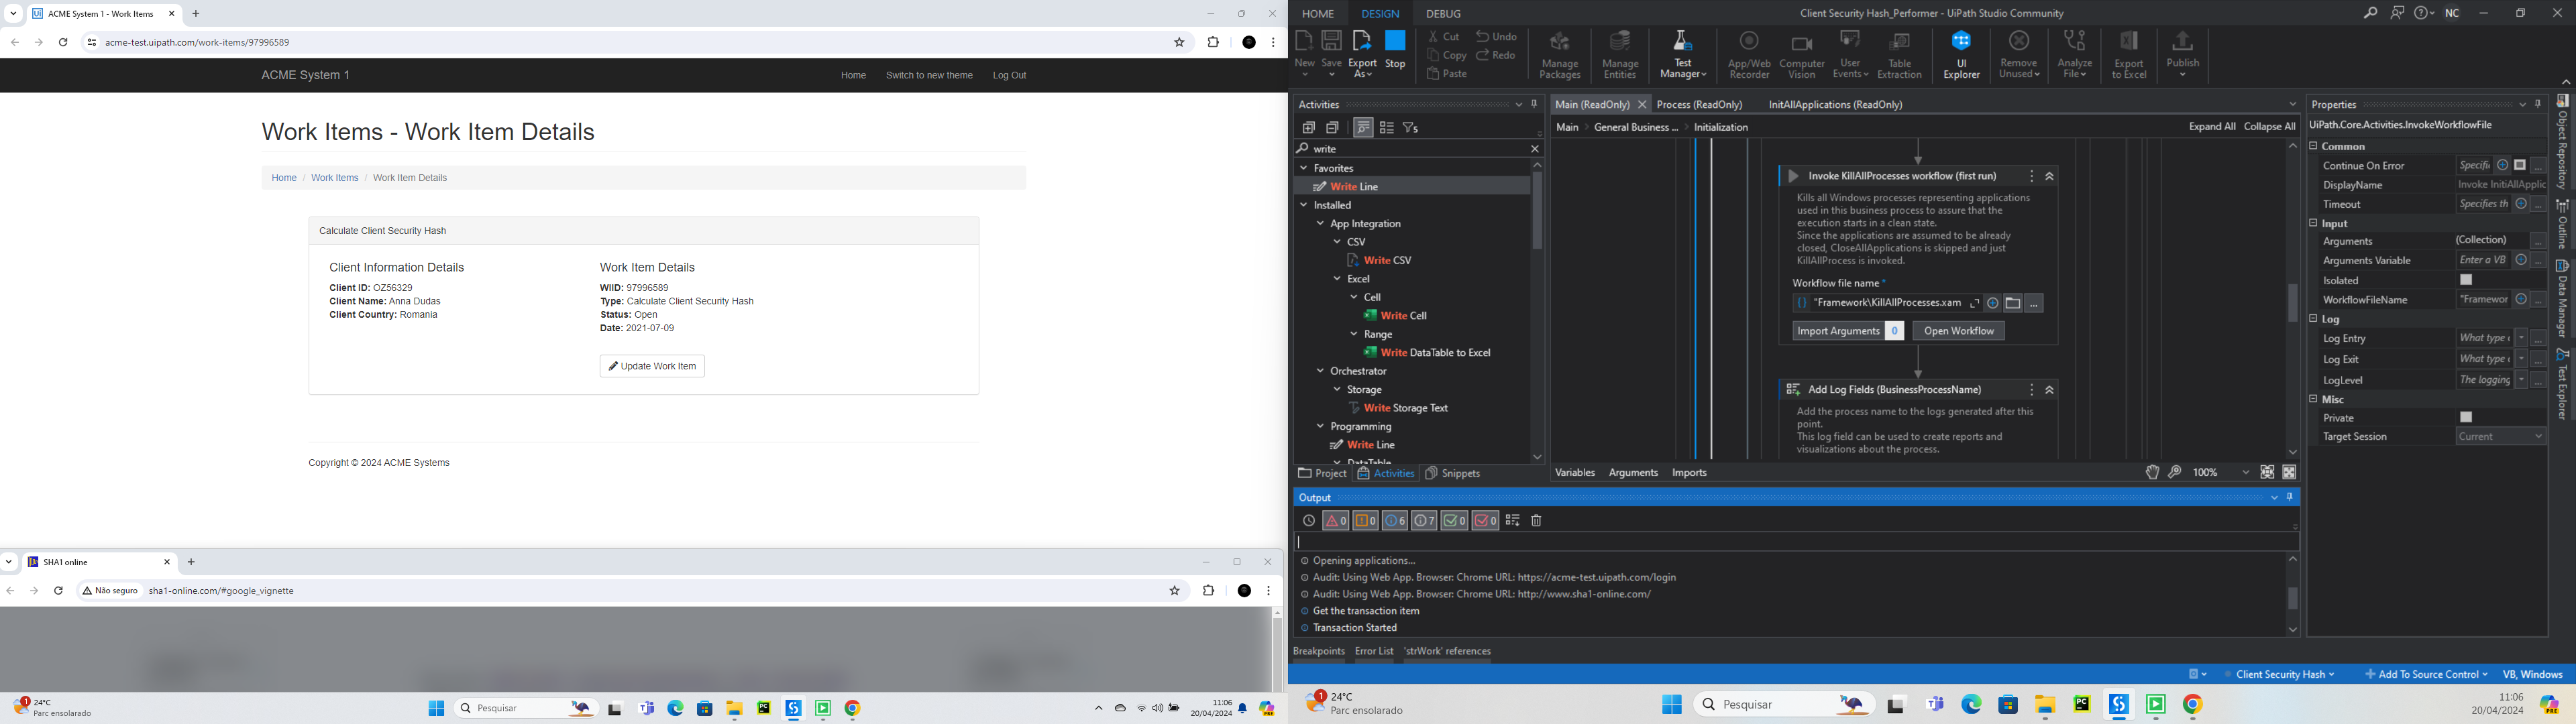 ACME System 1 - Work Items
acme-test.uipath.com/work-items/97996589
ACME System 1
Home
Switch to new theme
Log Out
Work Items - Work Item Details
Home / Work Items / Work Item Details
Calculate Client Security Hash
Client Information Details
Client ID: OZ56329
Client Name: Anna Dudas
Client Country: Romania
Work Item Details
WIID: 97996589
Type: Calculate Client Security Hash
Status: Open
Date: 2021-07-09
Update Work Item
Copyright © 2024 ACME Systems
SHA1 online
Não seguro
sha1-online.com/#google_vignette
1
24°C
Parc ensolarado
Pesquisar
11:06
20/04/2024
HOME
DESIGN
DEBUG
Client Security Hash_Performer - UiPath Studio Community
NC
New
Save
Export As
Stop
Cut
Copy
Paste
Undo
Redo
Manage Packages
Manage Entities
Test Manager
App/Web Recorder
Computer Vision
User Events
Table Extraction
UI Explorer
Remove Unused
Analyze File
Export to Excel
Publish
Activities
5
write
Favorites
Write Line
Installed
App Integration
CSV
Write CSV
Excel
Cell
Write Cell
Range
Write DataTable to Excel
Orchestrator
Storage
Write Storage Text
Programming
Write Line
DataTable
Project
Activities
Snippets
Main (ReadOnly)
Process (ReadOnly)
InitAllApplications (ReadOnly)
Main
General Business ...
Initialization
Expand All
Collapse All
Invoke KillAllProcesses workflow (first run)
Kills all Windows processes representing applications
used in this business process to assure that the
execution starts in a clean state.
Since the applications are assumed to be already
closed, CloseAllApplications is skipped and just
KillAllProcess is invoked.
Workflow file name *
"Framework\KillAllProcesses.xam
Import Arguments 0
Open Workflow
Add Log Fields (BusinessProcessName)
Add the process name to the logs generated after this
point.
This log field can be used to create reports and
visualizations about the process.
Variables
Arguments
Imports
100%
Output
0
0
6
7
0
0
Opening applications...
Audit: Using Web App. Browser: Chrome URL: https://acme-test.uipath.com/login
Audit: Using Web App. Browser: Chrome URL: http://www.sha1-online.com/
Get the transaction item
Transaction Started
Breakpoints
Error List
'strWork' references
Properties
UiPath.Core.Activities.InvokeWorkflowFile
Common
Continue On Error
Specifi
DisplayName
Invoke InitiAllApplic
Timeout
Specifies th
Input
Arguments
(Collection)
Arguments Variable
Enter a VB
Isolated
WorkflowFileName
"Framewor
Log
Log Entry
What type
Log Exit
What type
LogLevel
The logging
Misc
Private
Target Session
Current
Object Repository
Outline
Data Manager
Test Explorer
Client Security Hash
Add To Source Control
VB, Windows
1
24°C
Parc ensolarado
Pesquisar
11:06
20/04/2024